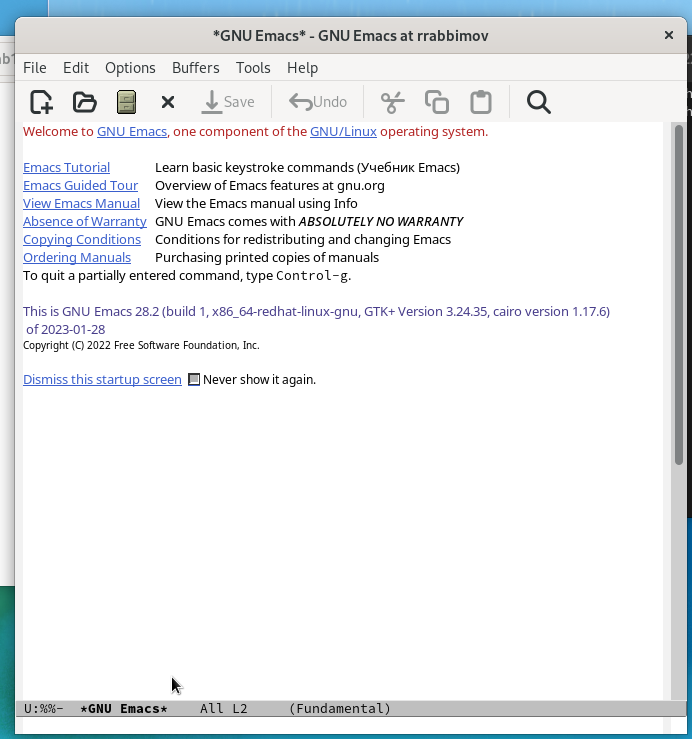 *GNU Emacs* - GNU Emacs at rrabbimov
File Edit Options Buffers Tools Help
Save Undo
Welcome to GNU Emacs, one component of the GNU/Linux operating system.
Emacs Tutorial Learn basic keystroke commands (Учебник Emacs)
Emacs Guided Tour Overview of Emacs features at gnu.org
View Emacs Manual View the Emacs manual using Info
Absence of Warranty GNU Emacs comes with ABSOLUTELY NO WARRANTY
Copying Conditions Conditions for redistributing and changing Emacs
Ordering Manuals Purchasing printed copies of manuals
To quit a partially entered command, type Control-g.
This is GNU Emacs 28.2 (build 1, x86_64-redhat-linux-gnu, GTK+ Version 3.24.35, cairo version 1.17.6)
of 2023-01-28
Copyright (C) 2022 Free Software Foundation, Inc.
Dismiss this startup screen Never show it again.
U:%%- *GNU Emacs* All L2 (Fundamental)